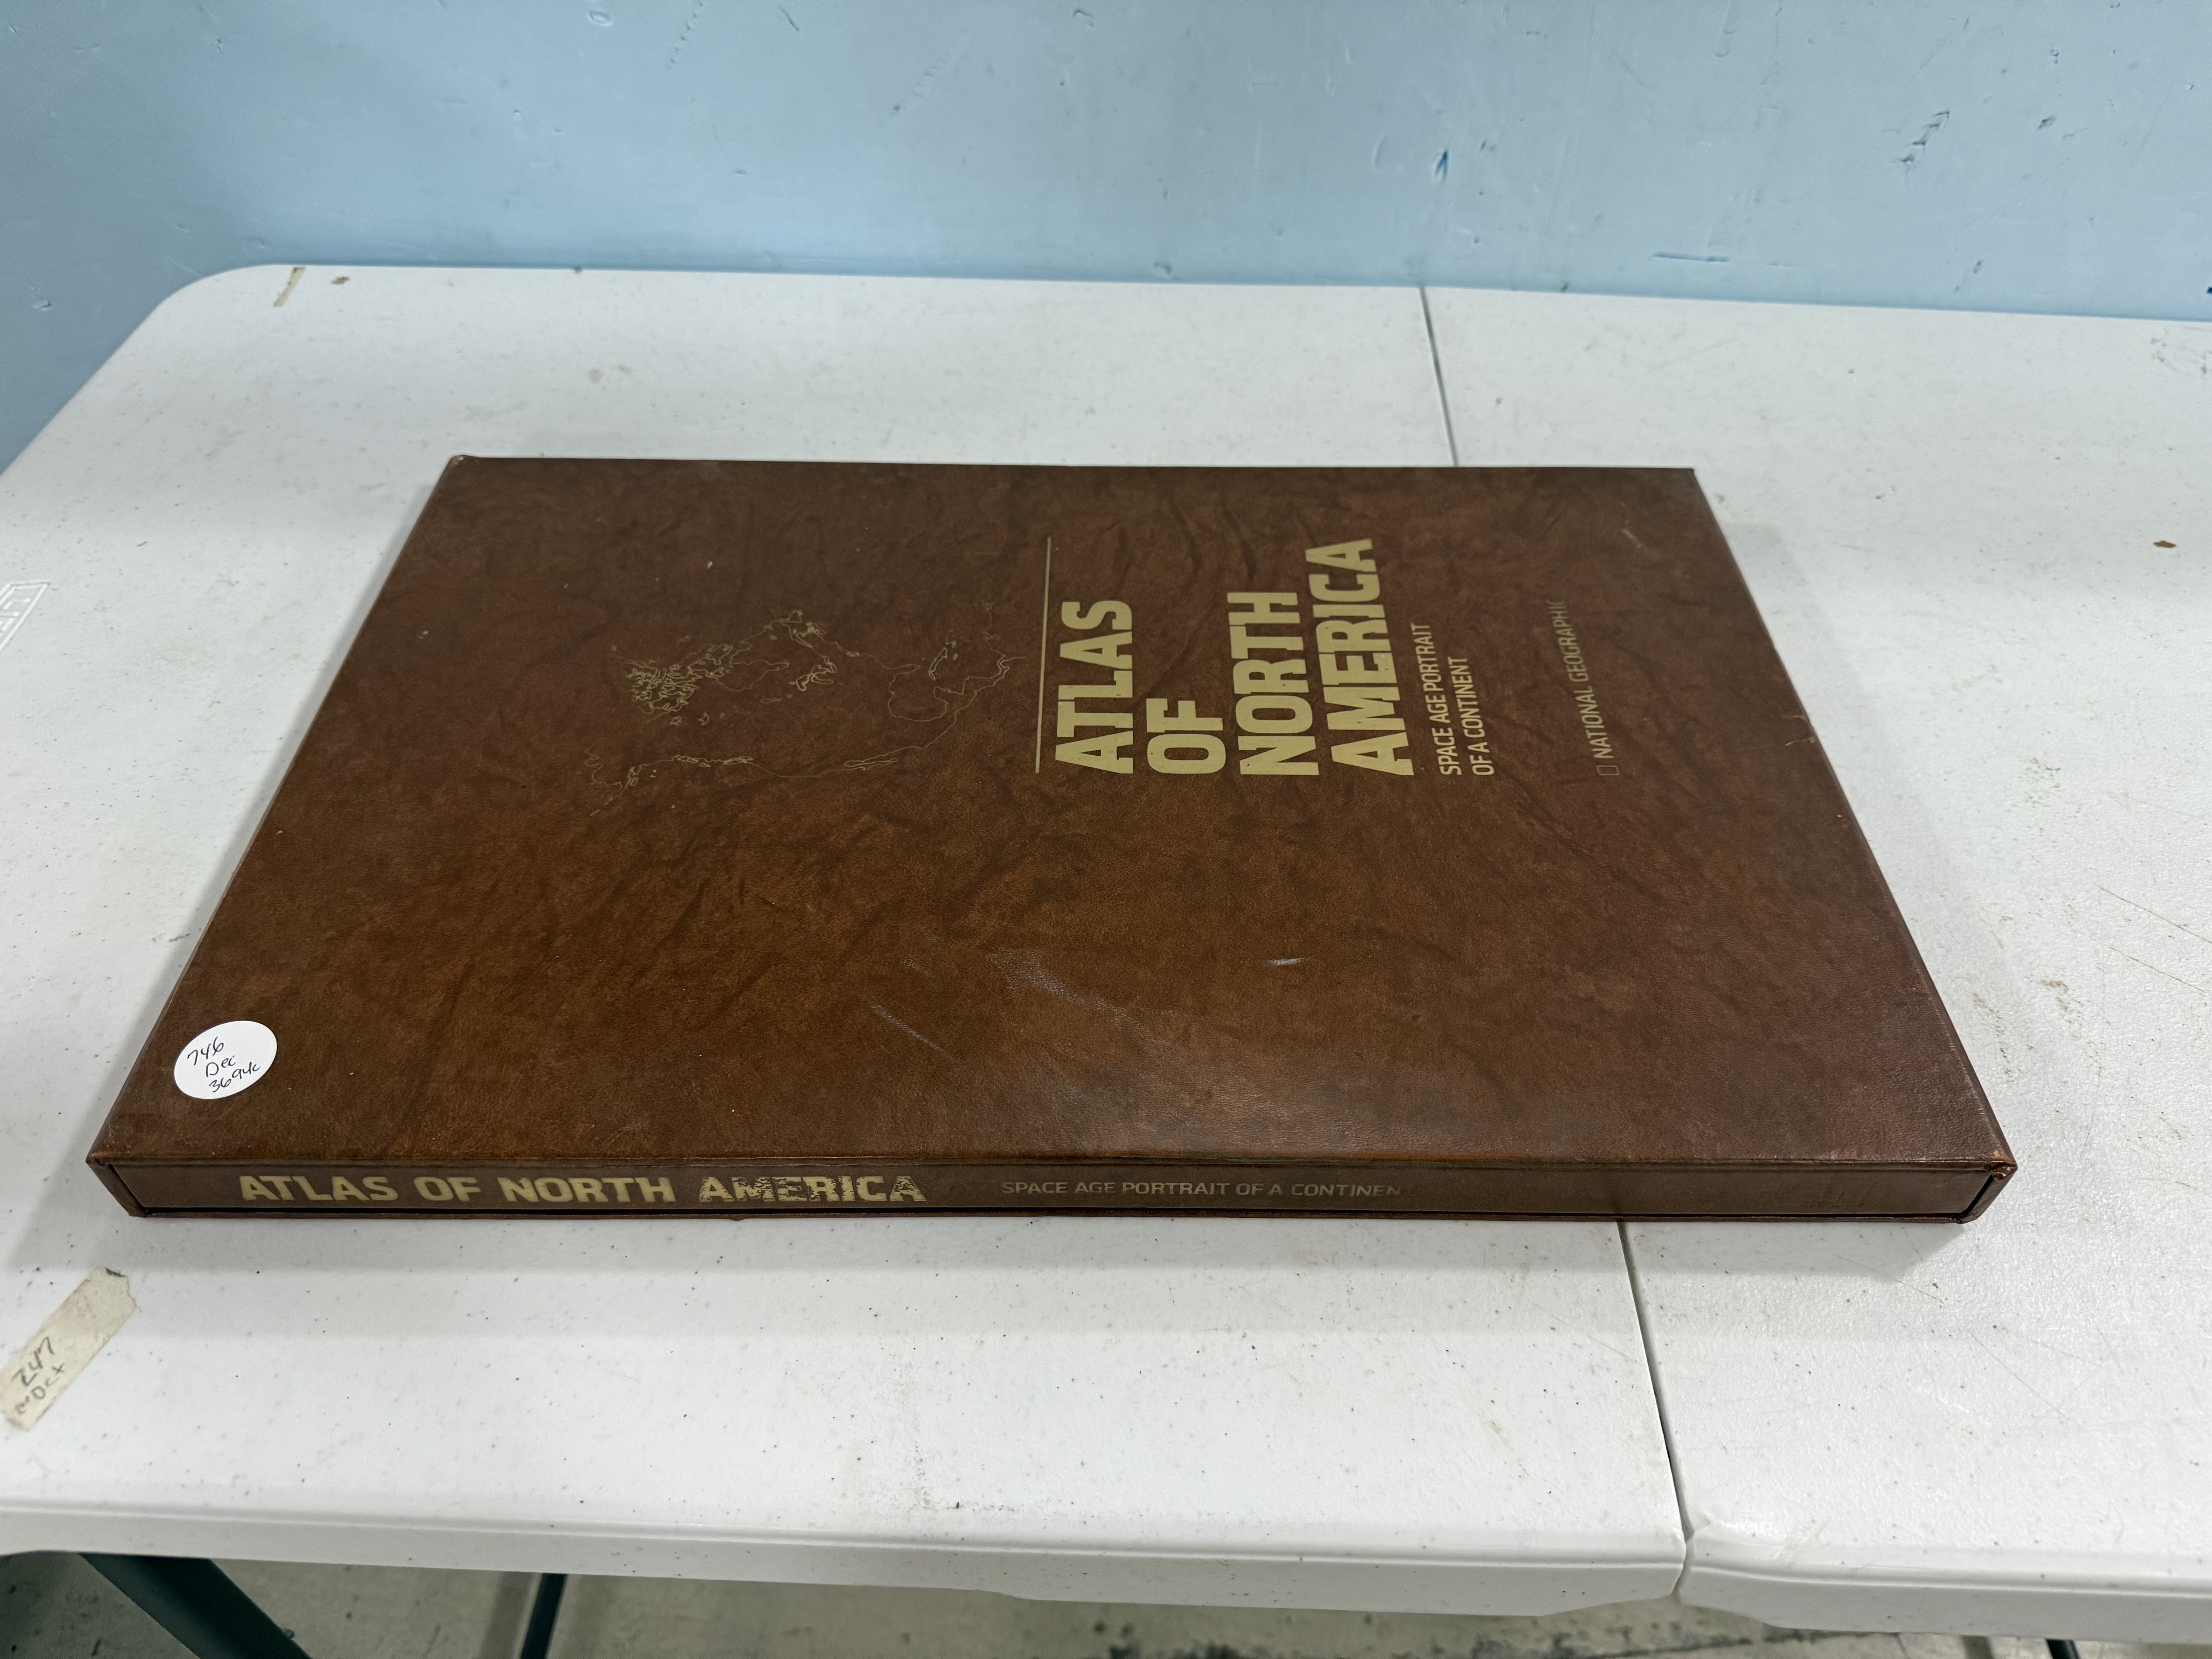 ATLAS
OF
NORTH
AMERICA
SPACE AGE PORTRAIT
OF A CONTINENT
NATIONAL GEOGRAPHIC
746
Dec
ATLAS OF NORTH AMERICA SPACE AGE PORTRAIT OF A CONTINEN
247